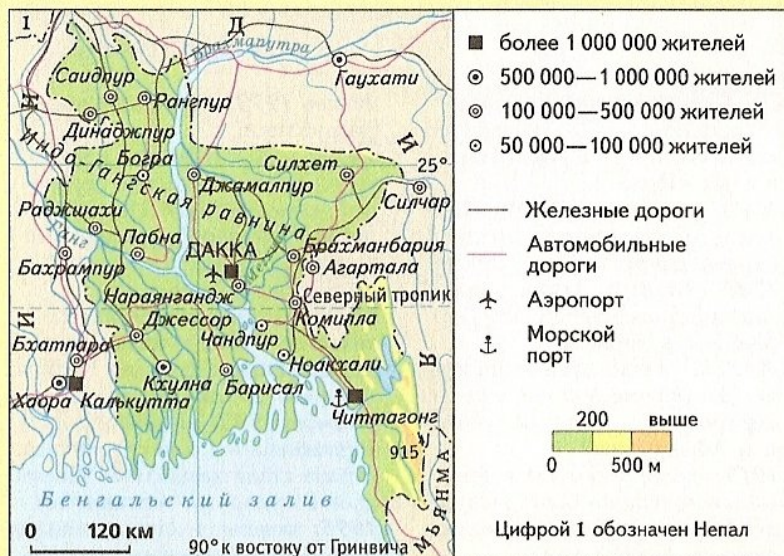 1
И
Н
Д
И
Я
Брахмапутра
Гаухати
Саидпур
Рангпур
Динаджпур
Индо-Гангская равнина
Богра
Силхет
25°
Джамалпур
Силчар
Раджшахи
Ганг
Пабна
ДАККА
Брахманбария
Бахрампур
Агартала
Нараянгандж
Северный тропик
Джессор
Комилла
Чандпур
Бхатпара
Ноакхали
Хаора
Калькутта
Кхулна
Барисал
Читтагонг
915
МЬЯНМА
Бенгальский залив
0 120 км
90° к востоку от Гринвича
более 1 000 000 жителей
500 000—1 000 000 жителей
100 000—500 000 жителей
50 000—100 000 жителей
Железные дороги
Автомобильные
дороги
Аэропорт
Морской
порт
200 выше
0 500 м
Цифрой 1 обозначен Непал